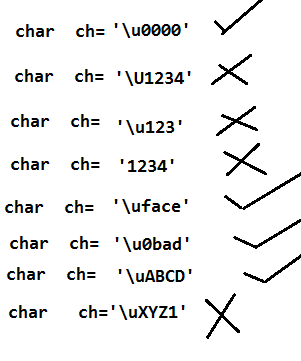 char ch= '\u0000'
char ch= '\U1234'
char ch= '\u123'
char ch= '1234'
char ch= '\uface'
char ch= '\u0bad'
char ch= '\uABCD'
char ch='\uXYZ1'